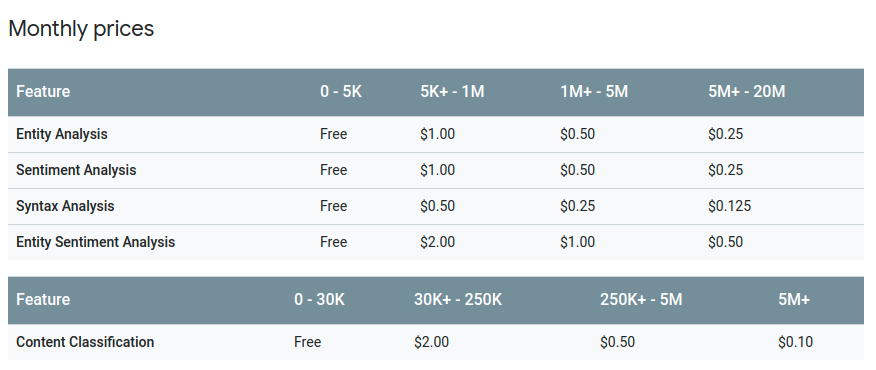 Monthly prices
Feature 0 - 5K 5K+ - 1M 1M+ - 5M 5M+ - 20M
Entity Analysis Free $1.00 $0.50 $0.25
Sentiment Analysis Free $1.00 $0.50 $0.25
Syntax Analysis Free $0.50 $0.25 $0.125
Entity Sentiment Analysis Free $2.00 $1.00 $0.50
Feature 0 - 30K 30K+ - 250K 250K+ - 5M 5M+
Content Classification Free $2.00 $0.50 $0.10